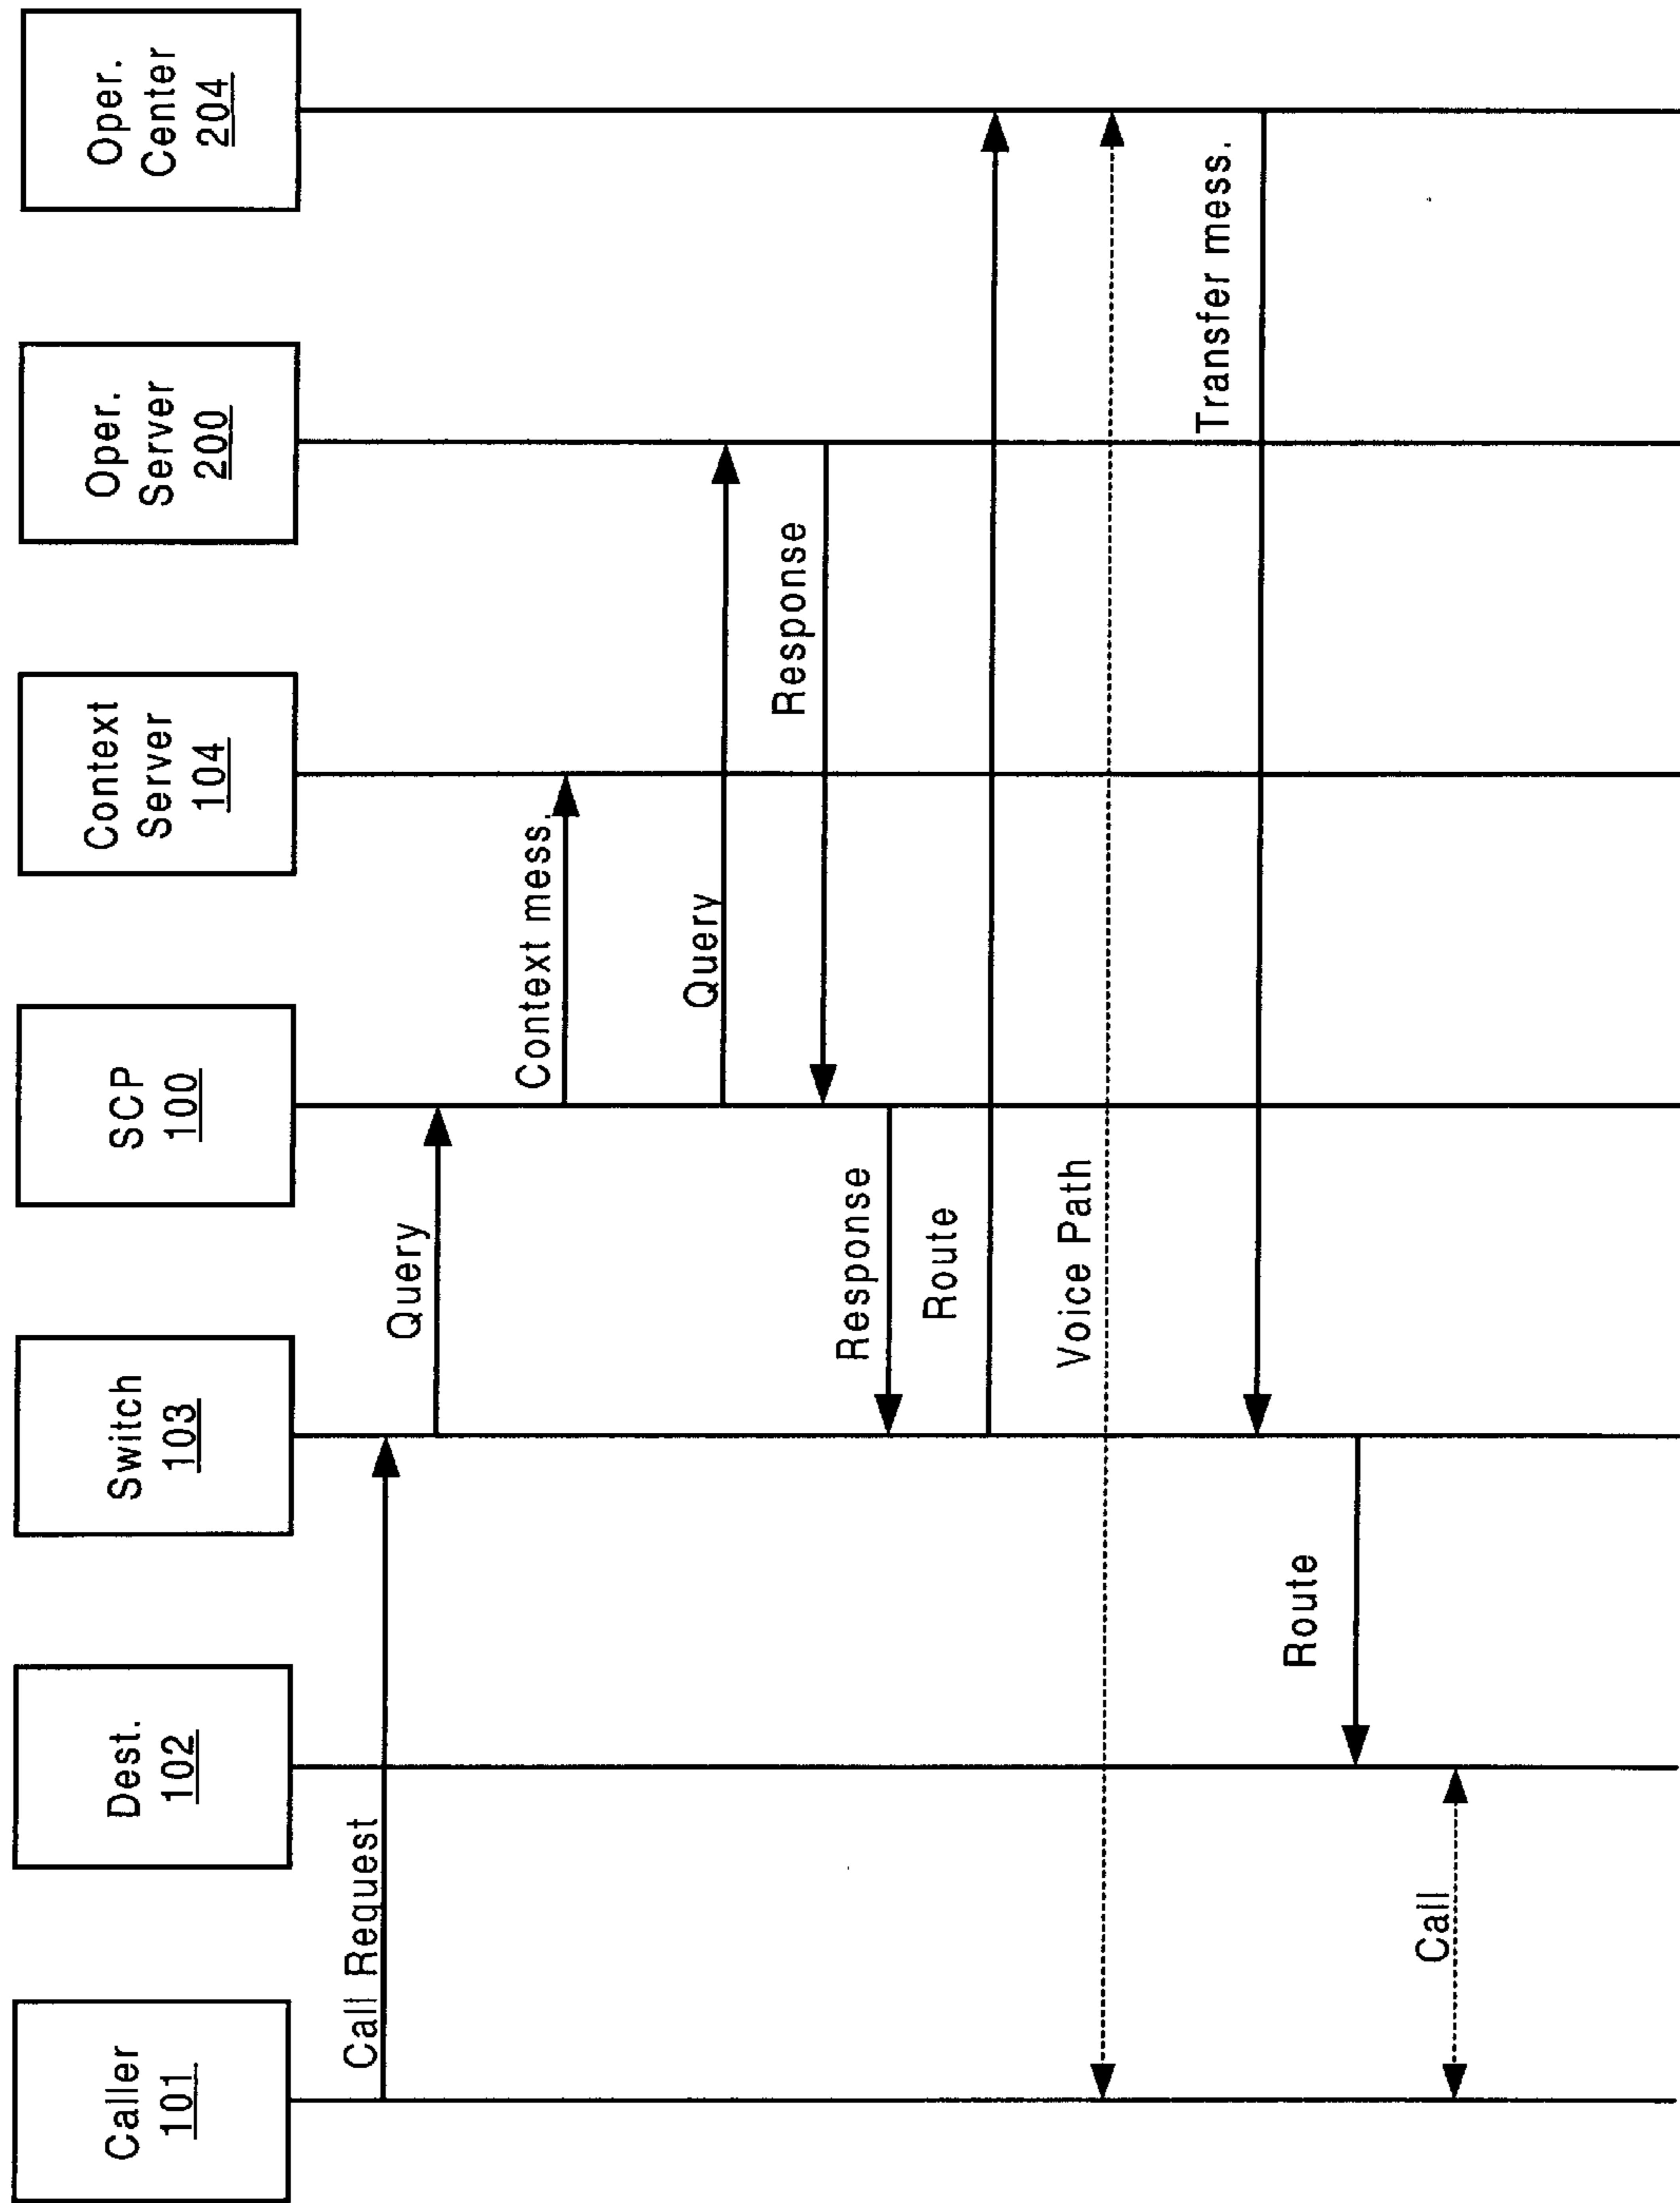 Caller
101
Dest.
102
Switch
103
SCP
100
Context
Server
104
Oper.
Server
200
Oper.
Center
204
Call Request
Query
Context mess.
Query
Response
Response
Route
Voice Path
Transfer mess.
Route
Call